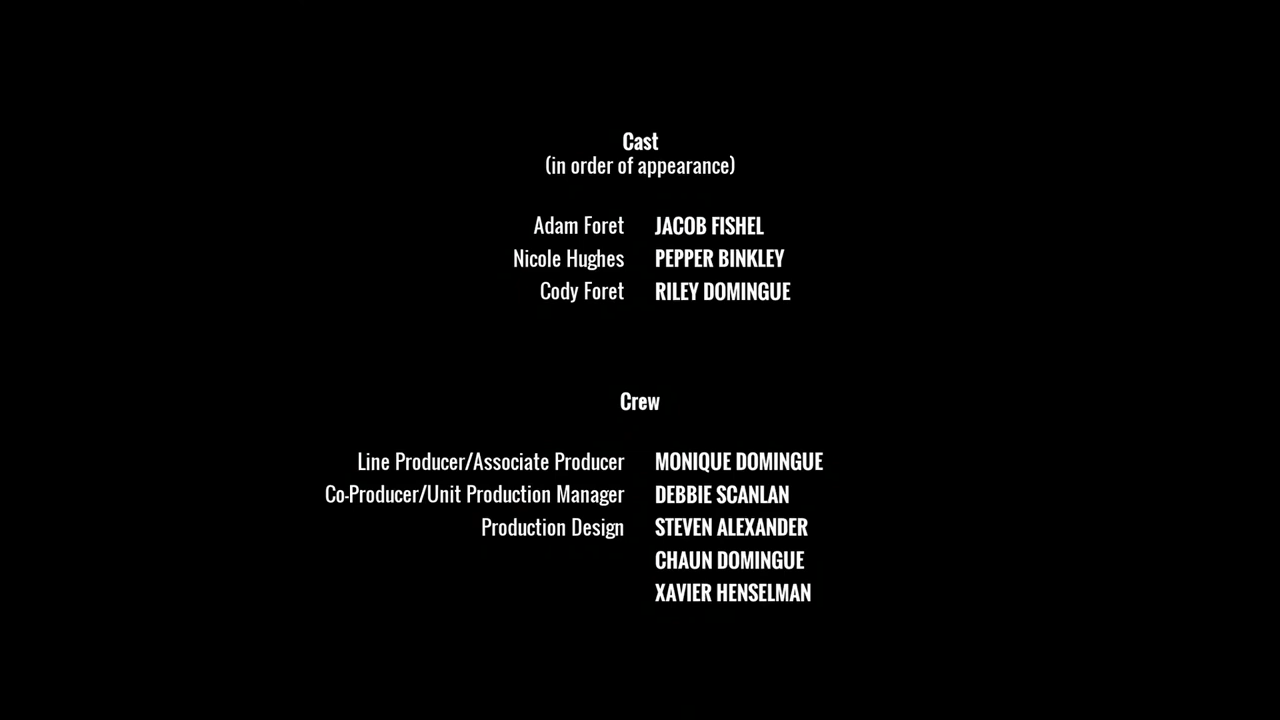 Cast
(in order of appearance)
Adam Foret JACOB FISHEL
Nicole Hughes PEPPER BINKLEY
Cody Foret RILEY DOMINGUE
Crew
Line Producer/Associate Producer MONIQUE DOMINGUE
Co-Producer/Unit Production Manager DEBBIE SCANLAN
Production Design STEVEN ALEXANDER
CHAUN DOMINGUE
XAVIER HENSELMAN